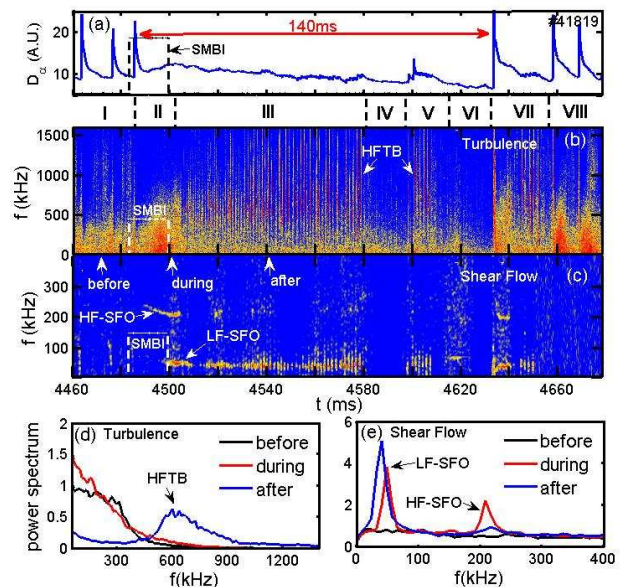 (a) 140ms #41819
D_α (A.U.)
20
10
SMBI
I II III IV V VI VII VIII
f (kHz)
1500
1000
500
0
HFTB Turbulence (b)
SMBI
before during after Shear Flow (c)
f (kHz)
200
100
HF-SFO
LF-SFO
SMBI
4460 4500 4540 4580 4620 4660
t (ms)
(d) Turbulence
before
during
after
HFTB
power spectrum
2
1.5
1
0.5
0
300 600 900 1200
f(kHz)
(e) Shear Flow
before
during
after
LF-SFO
HF-SFO
6
4
2
0
0 100 200 300 400
f(kHz)